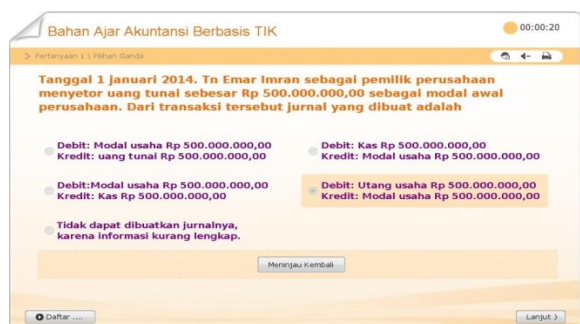 Bahan Ajar Akuntansi Berbasis TIK
00:00:20
Pertanyaan 1 \ Pilihan Ganda
Tanggal 1 januari 2014. Tn Emar Imran sebagai pemilik perusahaan
menyetor uang tunai sebesar Rp 500.000.000,00 sebagai modal awal
perusahaan. Dari transaksi tersebut jurnal yang dibuat adalah
Debit: Modal usaha Rp 500.000.000,00
Kredit: uang tunai Rp 500.000.000,00
Debit: Kas Rp 500.000.000,00
Kredit: Modal usaha Rp 500.000.000,00
Debit:Modal usaha Rp 500.000.000,00
Kredit: Kas Rp 500.000.000,00
Debit: Utang usaha Rp 500.000.000,00
Kredit: Modal usaha Rp 500.000.000,00
Tidak dapat dibuatkan jurnalnya,
karena informasi kurang lengkap.
Meninjau Kembali
Daftar ....
Lanjut >